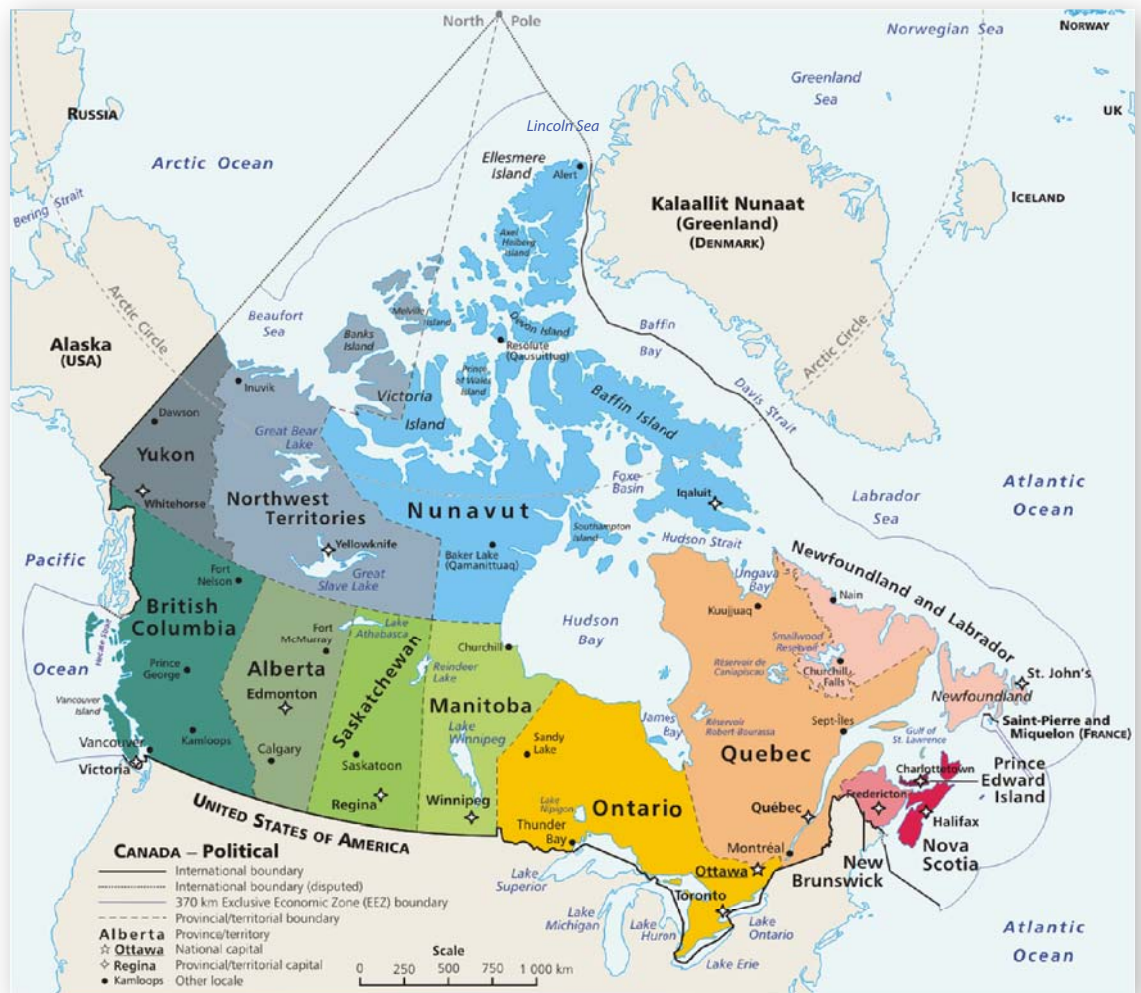 North Pole
Norwegian Sea
NORWAY
Greenland
Sea
RUSSIA
UK
Lincoln Sea
Arctic Ocean
Ellesmere
Island
Alert
Bering Strait
Kalaallit Nunaat
(Greenland)
(DENMARK)
ICELAND
Axel
Heiberg
Island
Arctic Circle
Beaufort
Sea
Melville
Island
Devon Island
Banks
Island
Resolute
(Qausuittuq)
Baffin
Bay
Arctic Circle
Alaska
(USA)
Prince
of Wales
Island
Inuvik
Victoria
Island
Baffin Island
Davis Strait
Dawson
Great Bear
Lake
Yukon
Foxe-
Basin
Iqaluit
Whitehorse
Northwest
Territories
Nunavut
Labrador
Sea
Atlantic
Ocean
Southampton
Island
Hudson Strait
Yellowknife
Baker Lake
(Qamanittuaq)
Pacific
Fort
Nelson
Great
Slave Lake
Ungava
Bay
Newfoundland and Labrador
Nain
Kuujjuaq
British
Columbia
Hudson
Bay
Fort
McMurray
Lake
Athabasca
Hecate Strait
Ocean
Alberta
Churchill
Smallwood
Reservoir
Prince
George
Edmonton
Saskatchewan
Reindeer
Lake
Réservoir de
Caniapiscau
Churchill
Falls
St. John's
Vancouver
Island
Manitoba
Newfoundland
Lake
Winnipeg
James
Bay
Réservoir
Robert-Bourassa
Sept-Îles
Saint-Pierre and
Miquelon (FRANCE)
Kamloops
Gulf of
St. Lawrence
Vancouver
Calgary
Sandy
Lake
Quebec
Prince
Edward
Island
Victoria
Saskatoon
Charlottetown
Regina
Winnipeg
Lake
Nipigon
Ontario
Québec
Fredericton
Halifax
UNITED STATES OF AMERICA
Thunder
Bay
Montréal
Nova
Scotia
New
Brunswick
Lake
Superior
Ottawa
Toronto
Lake
Michigan
Lake
Huron
Lake
Ontario
Lake Erie
Atlantic
Ocean
CANADA – Political
International boundary
International boundary (disputed)
370 km Exclusive Economic Zone (EEZ) boundary
Provincial/territorial boundary
Alberta Province/territory
Ottawa National capital
Regina Provincial/territorial capital
Kamloops Other locale
Scale
0 250 500 750 1 000 km